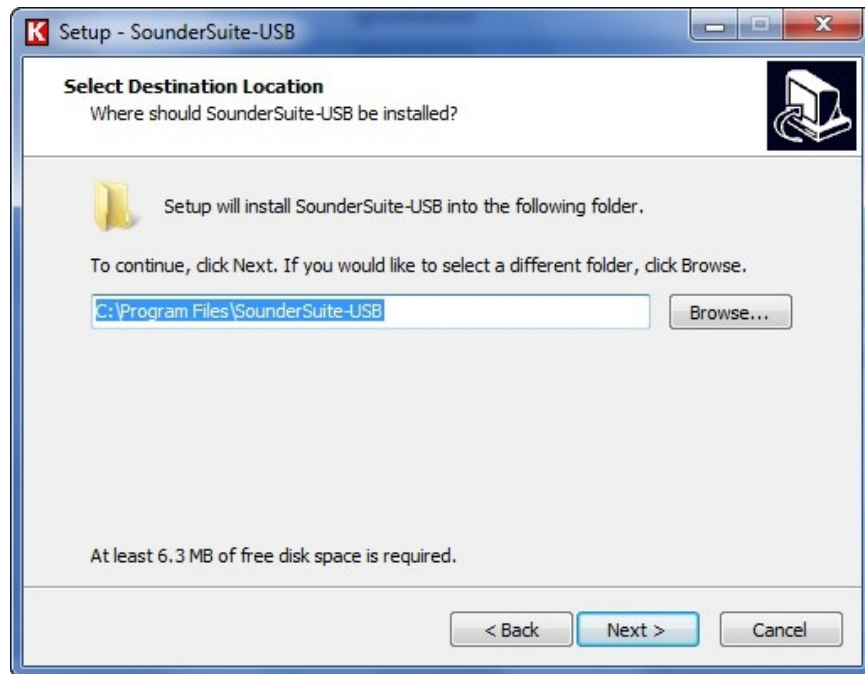 K Setup - SounderSuite-USB
Select Destination Location
Where should SounderSuite-USB be installed?
Setup will install SounderSuite-USB into the following folder.
To continue, click Next. If you would like to select a different folder, click Browse.
C:\Program Files\SounderSuite-USB
Browse...
At least 6.3 MB of free disk space is required.
< Back Next > Cancel